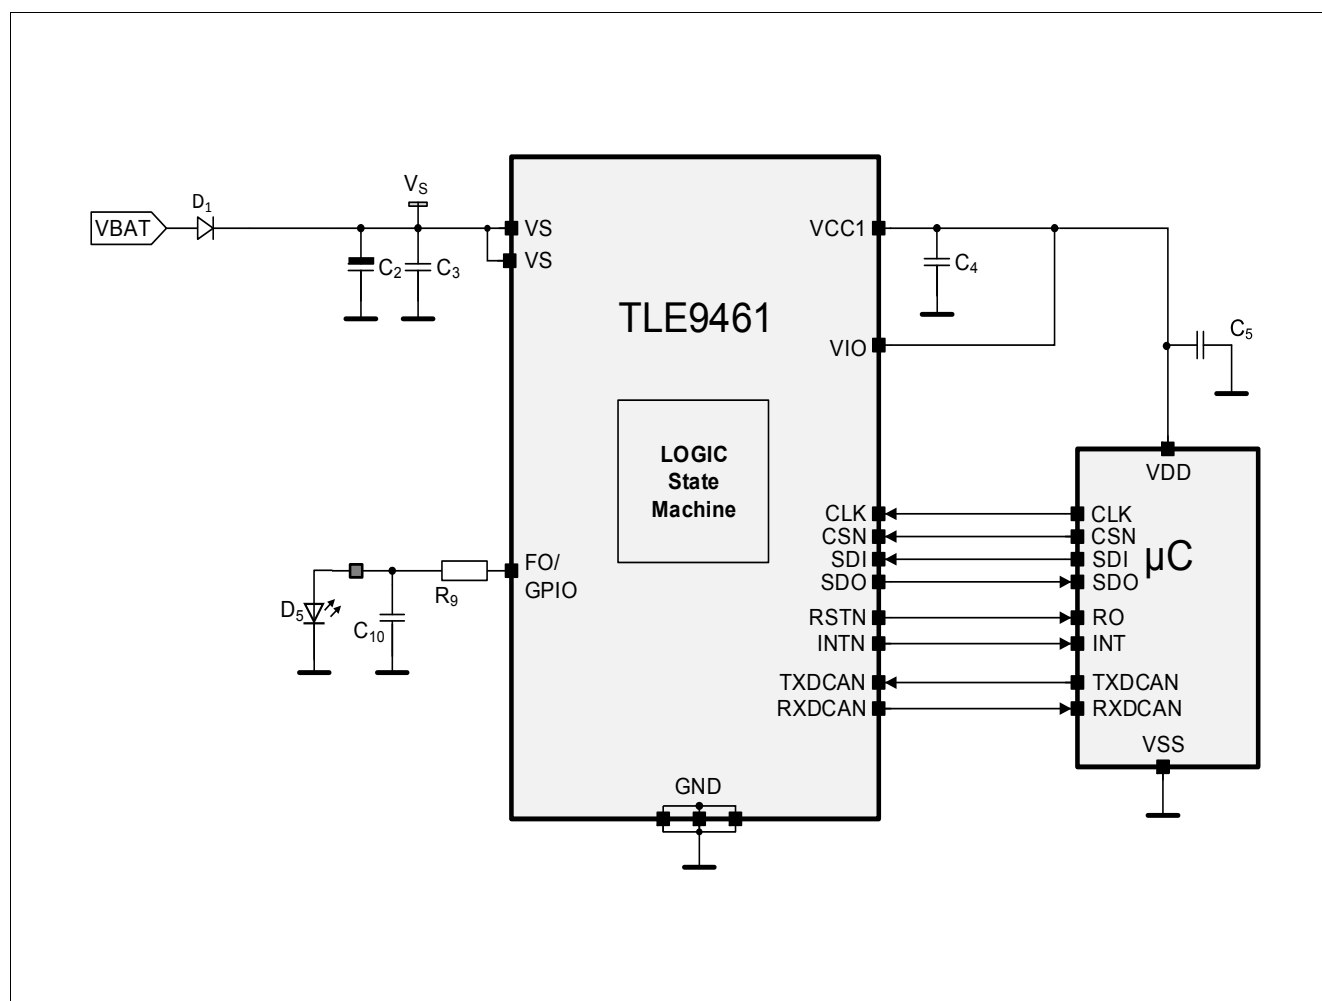 VBAT
D1
VS
C2
C3
VS
VS
VCC1
C4
TLE9461
VIO
C5
LOGIC
State
Machine
VDD
CLK
CSN
SDI
SDO
RSTN
INTN
TXDCAN
RXDCAN
CLK
CSN
SDI
SDO
µC
RO
INT
TXDCAN
RXDCAN
VSS
FO/
GPIO
R9
D5
C10
GND